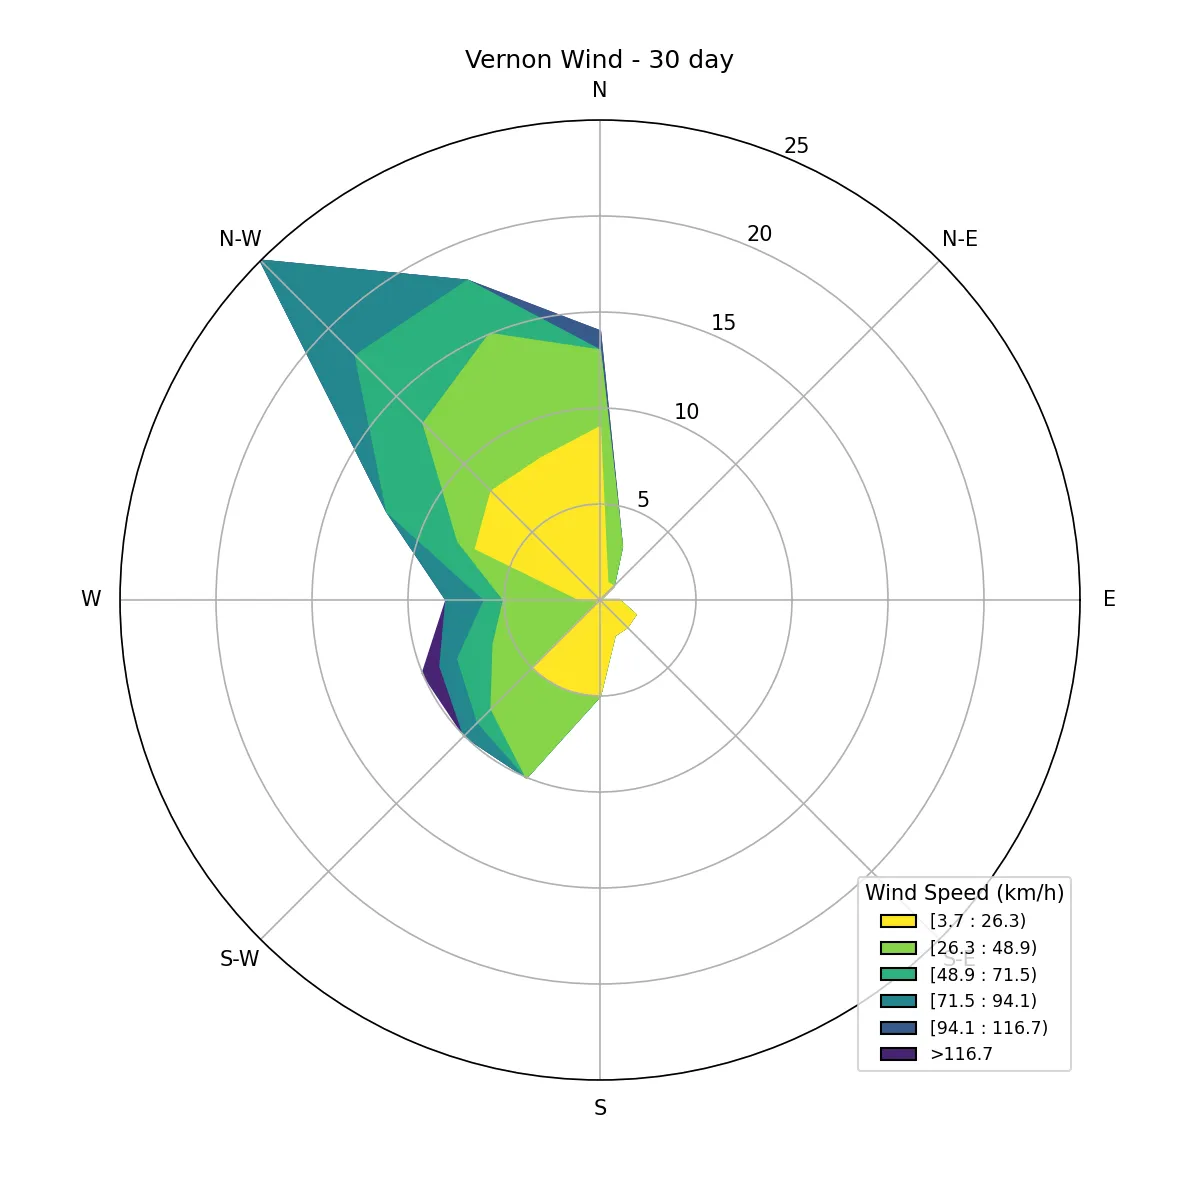 Vernon Wind - 30 day
N
25
N-W
N-E
20
15
10
5
W
E
Wind Speed (km/h)
[3.7 : 26.3)
[26.3 : 48.9)
S-W
S-E
[48.9 : 71.5)
[71.5 : 94.1)
[94.1 : 116.7)
>116.7
S